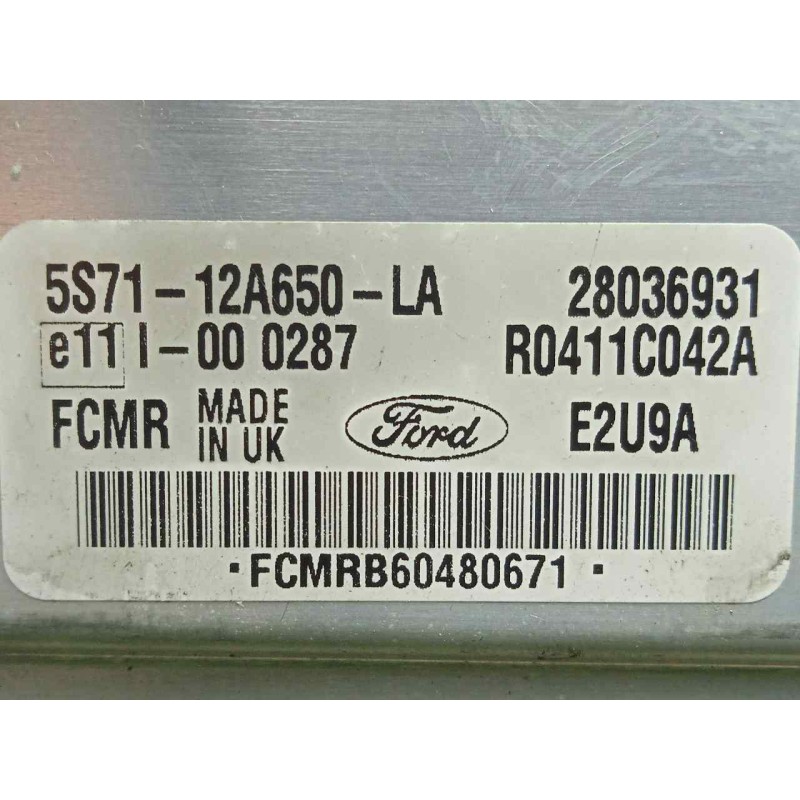 5S71-12A650-LA 28036931
e11 I-00 0287 R0411C042A
FCMR MADE IN UK Ford E2U9A
·FCMRB60480671·